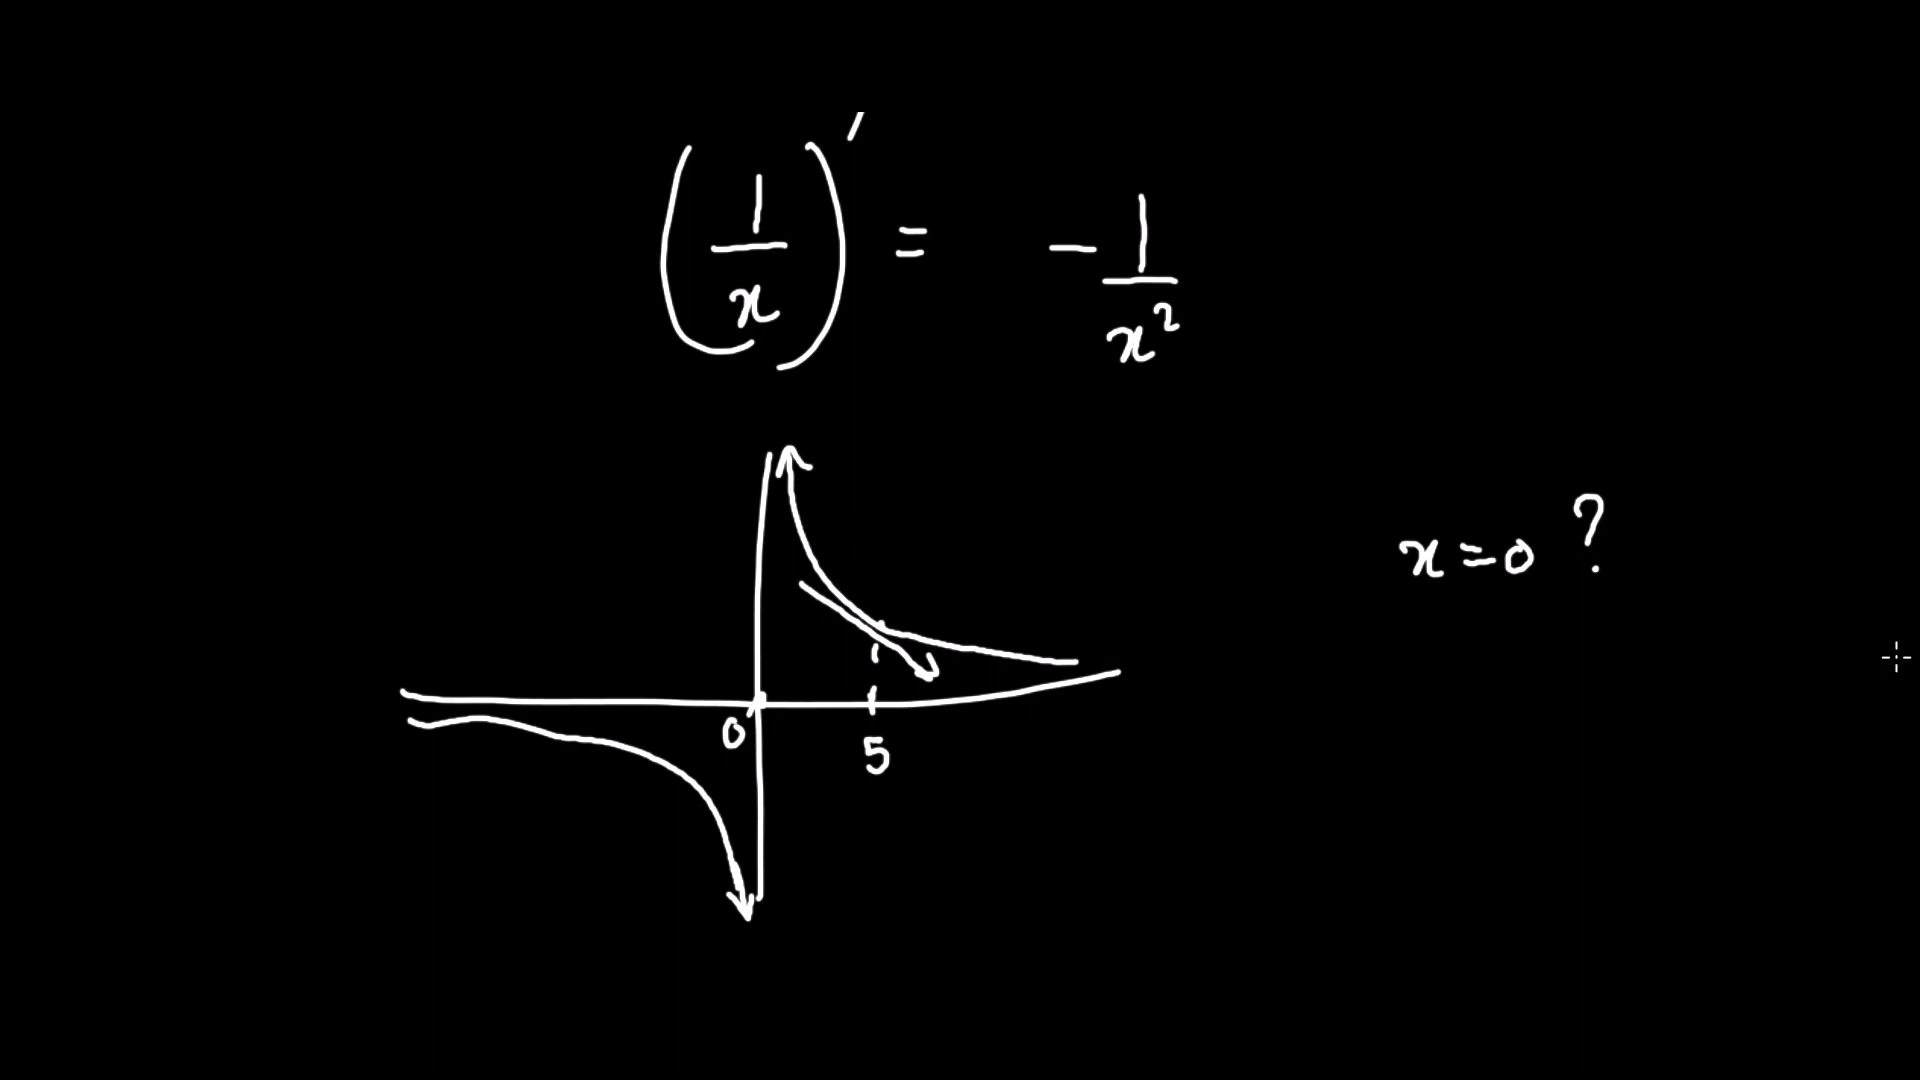 (1/x)′ = -1/x²
x=0 ?
0
5